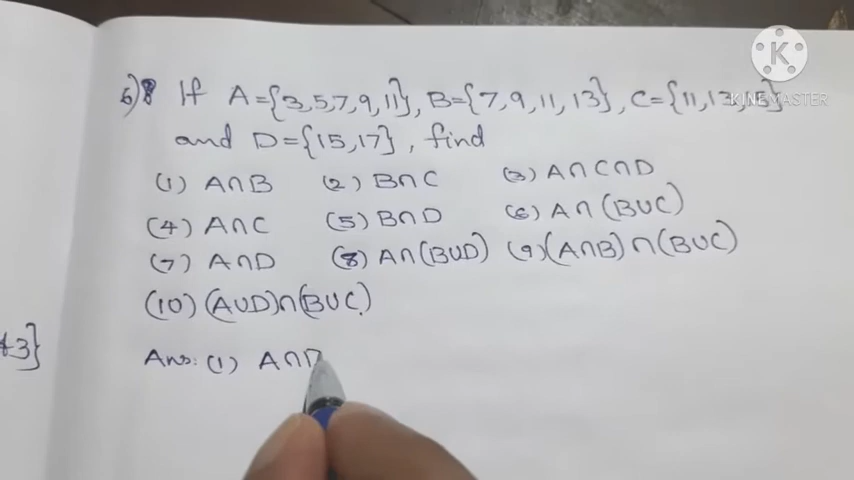 6) If A={3,5,7,9,11}, B={7,9,11,13}, C={11,13,15}
and D={15,17}, find
(1) A∩B (2) B∩C (3) A∩C∩D
(4) A∩C (5) B∩D (6) A∩(B∪C)
(7) A∩D (8) A∩(B∪D) (9) (A∩B)∩(B∪C)
(10) (A∪D)∩(B∪C).
Ans: (1) A∩
+3}
K
KINEMASTER